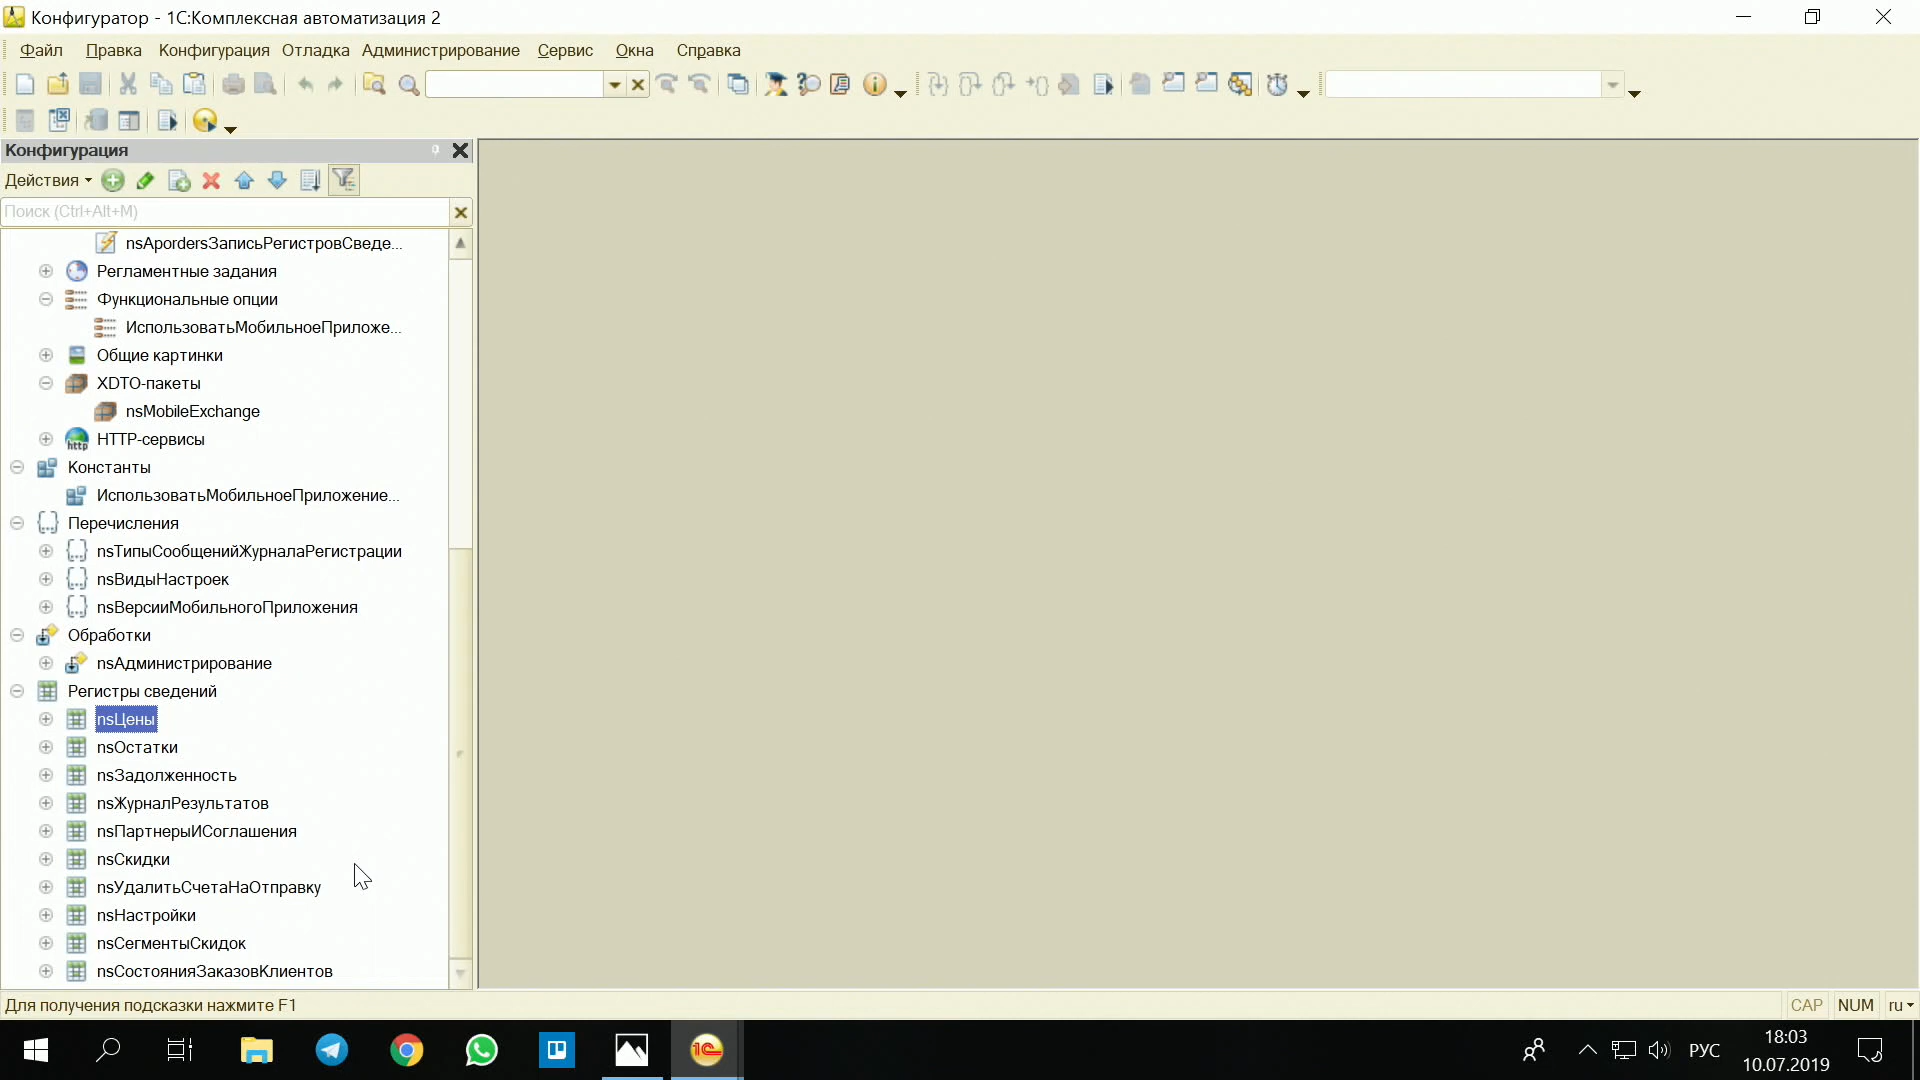 Конфигуратор - 1С:Комплексная автоматизация 2
Файл Правка Конфигурация Отладка Администрирование Сервис Окна Справка
Конфигурация
Действия
Поиск (Ctrl+Alt+M)
nsApordersЗаписьРегистровСведе...
Регламентные задания
Функциональные опции
ИспользоватьМобильноеПриложе...
Общие картинки
XDTO-пакеты
nsMobileExchange
HTTP-сервисы
Константы
ИспользоватьМобильноеПриложение...
Перечисления
nsТипыСообщенийЖурналаРегистрации
nsВидыНастроек
nsВерсииМобильногоПриложения
Обработки
nsАдминистрирование
Регистры сведений
nsЦены
nsОстатки
nsЗадолженность
nsЖурналРезультатов
nsПартнерыИСоглашения
nsСкидки
nsУдалитьСчетаНаОтправку
nsНастройки
nsСегментыСкидок
nsСостоянияЗаказовКлиентов
Для получения подсказки нажмите F1
CAP NUM ru
РУС
18:03
10.07.2019